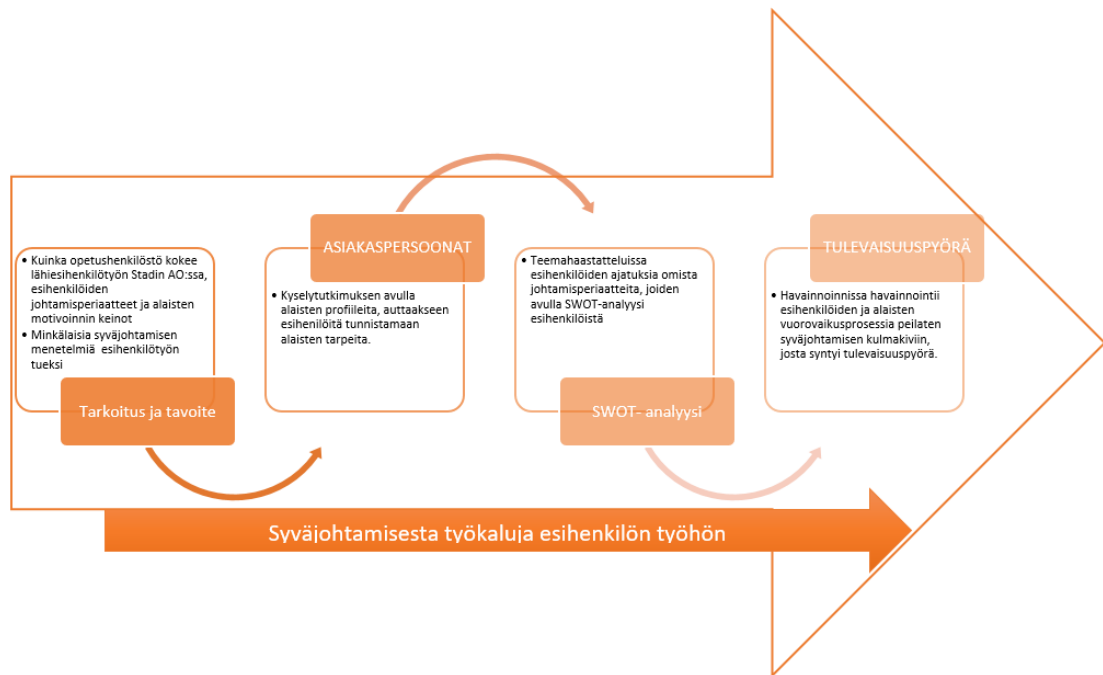 • Kuinka opetushenkilöstö kokee
lähiesihenkilötyön Stadin AO:ssa,
esihenkilöiden
johtamisperiaatteet ja alaisten
motivoinnin keinot
• Minkälaisia syväjohtamisen
menetelmiä esihenkilötyön
tueksi
Tarkoitus ja tavoite
ASIAKASPERSOONAT
• Kyselytutkimuksen avulla
alaisten profiileita, auttaakseen
esihenilöitä tunnistamaan
alaisten tarpeita.
• Teemahaastatteluissa
esihenkilöiden ajatuksia omista
johtamisperiaatteita, joiden
avulla SWOT-analyysi
esihenkilöistä
SWOT- analyysi
TULEVAISUUSPYÖRÄ
• Havainnoinnissa havainnointii
esihenkilöiden ja alaisten
vuorovaikusprosessia peilaten
syväjohtamisen kulmakiviin,
josta syntyi tulevaisuuspyörä.
Syväjohtamisesta työkaluja esihenkilön työhön